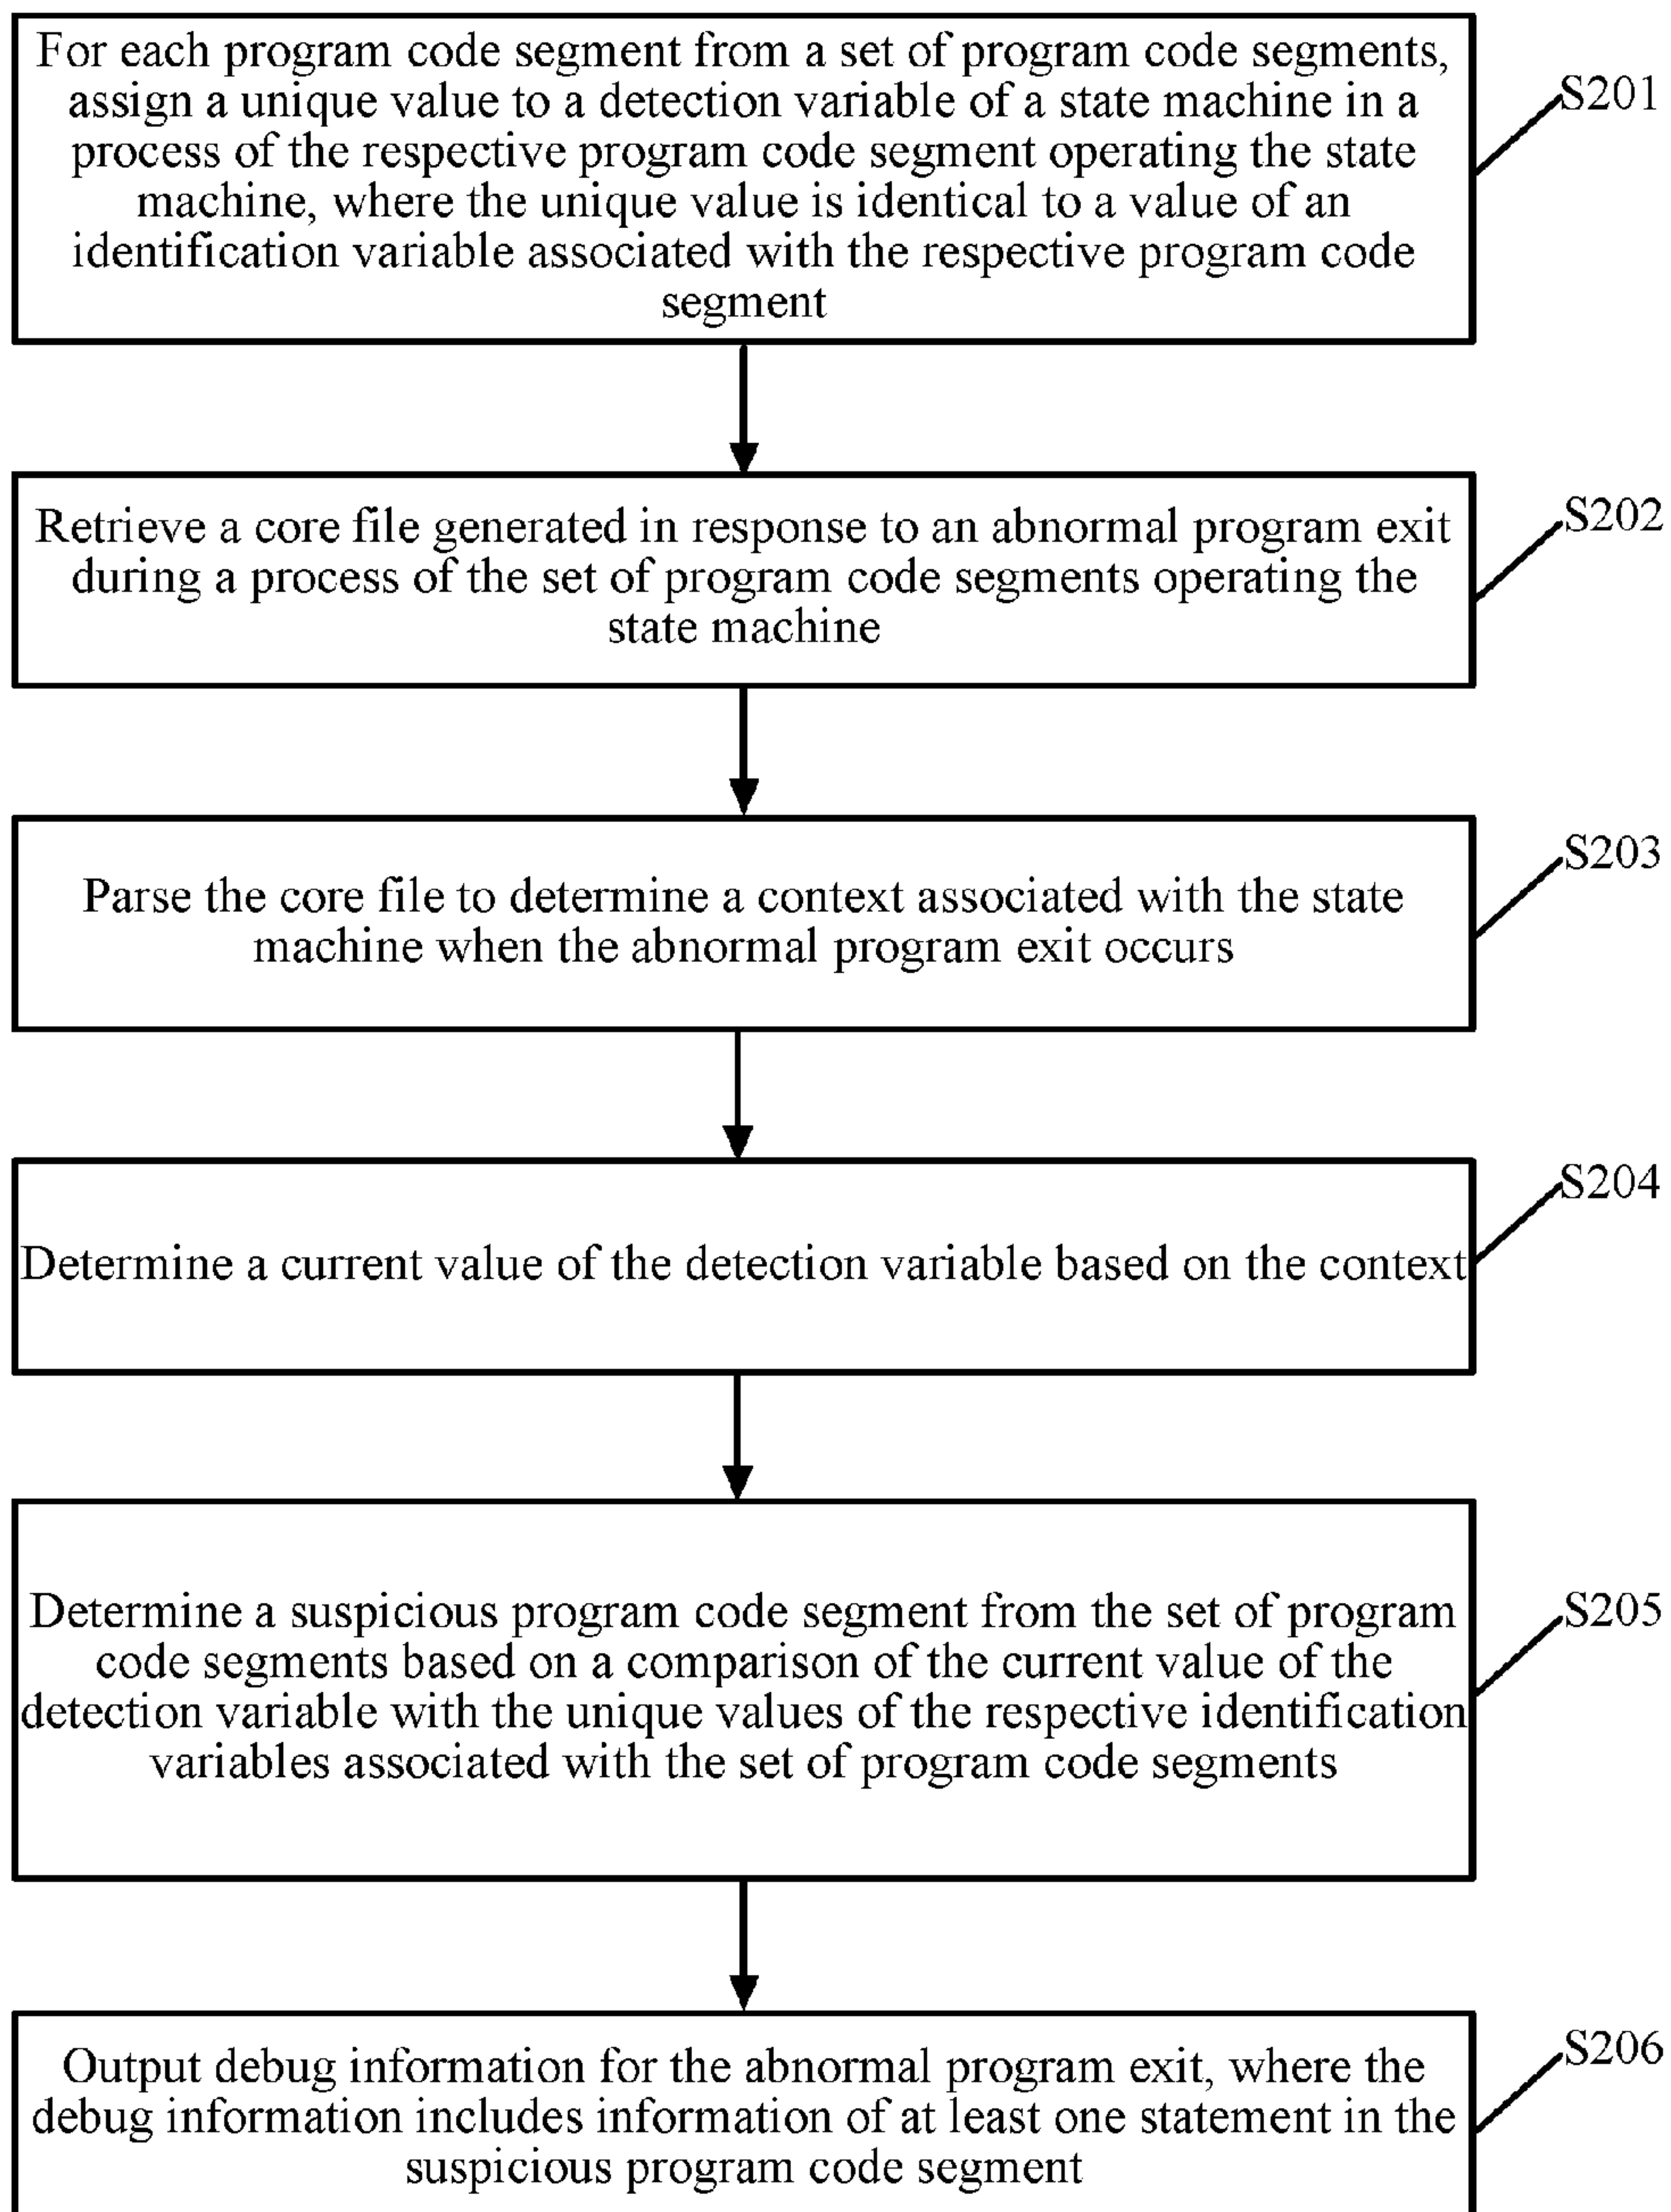 For each program code segment from a set of program code segments,
assign a unique value to a detection variable of a state machine in a
process of the respective program code segment operating the state
machine, where the unique value is identical to a value of an
identification variable associated with the respective program code
segment
S201
Retrieve a core file generated in response to an abnormal program exit
during a process of the set of program code segments operating the
state machine
S202
Parse the core file to determine a context associated with the state
machine when the abnormal program exit occurs
S203
Determine a current value of the detection variable based on the context
S204
Determine a suspicious program code segment from the set of program
code segments based on a comparison of the current value of the
detection variable with the unique values of the respective identification
variables associated with the set of program code segments
S205
Output debug information for the abnormal program exit, where the
debug information includes information of at least one statement in the
suspicious program code segment
S206